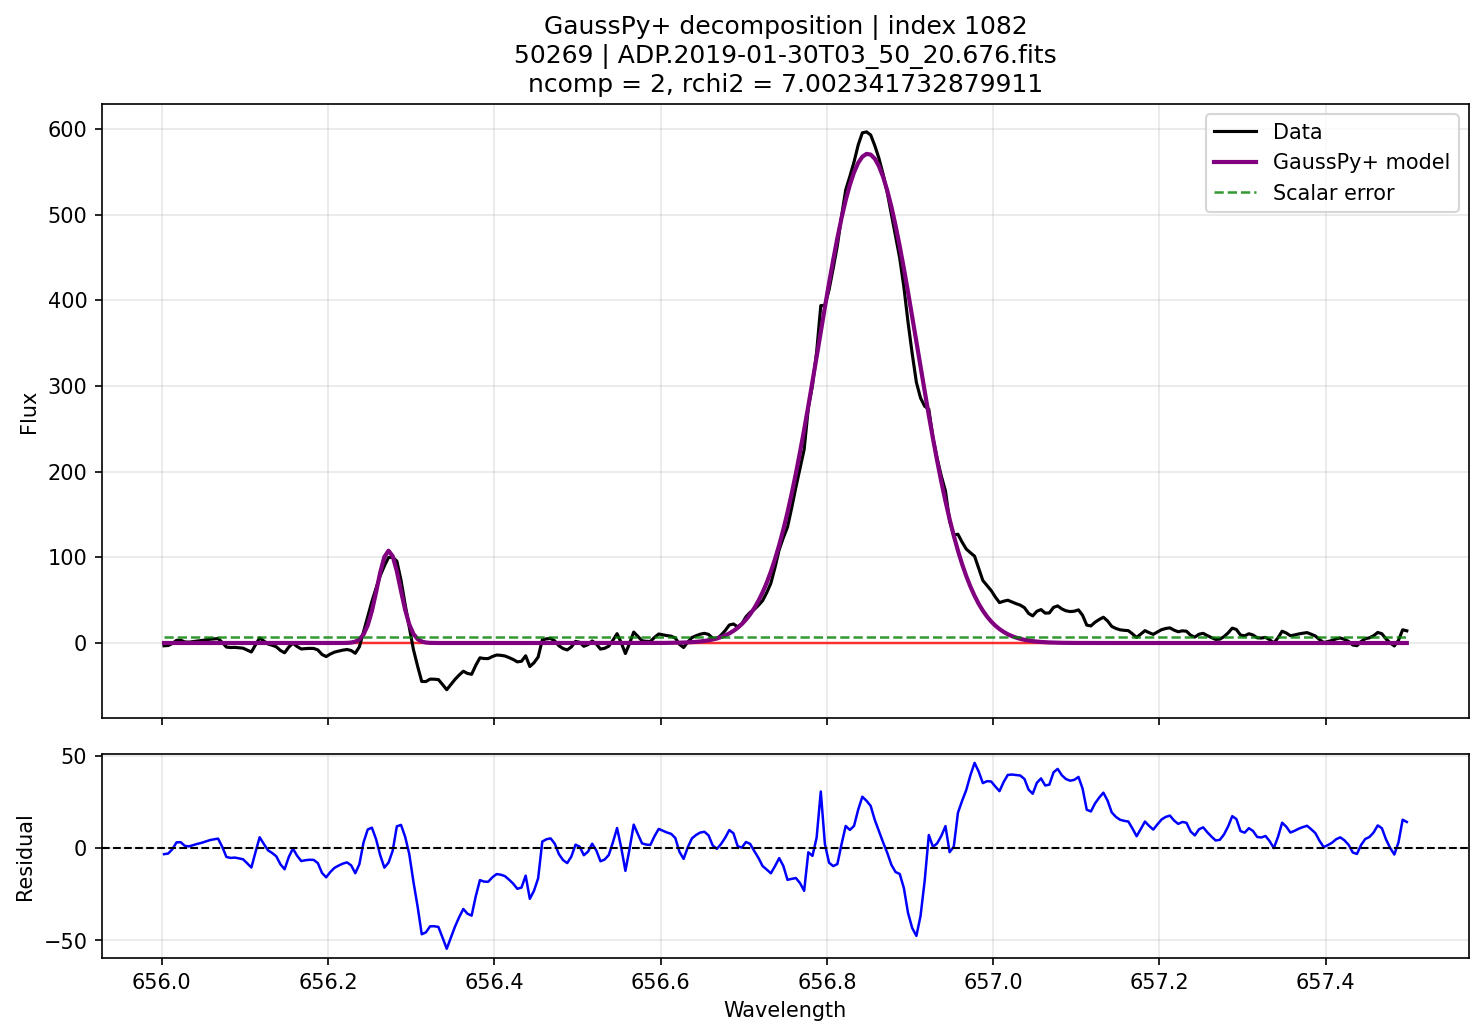 GaussPy+ decomposition | index 1082
50269 | ADP.2019-01-30T03_50_20.676.fits
ncomp = 2, rchi2 = 7.002341732879911
Data
GaussPy+ model
Scalar error
600
500
400
300
200
100
0
Flux
50
0
−50
Residual
656.0 656.2 656.4 656.6 656.8 657.0 657.2 657.4
Wavelength